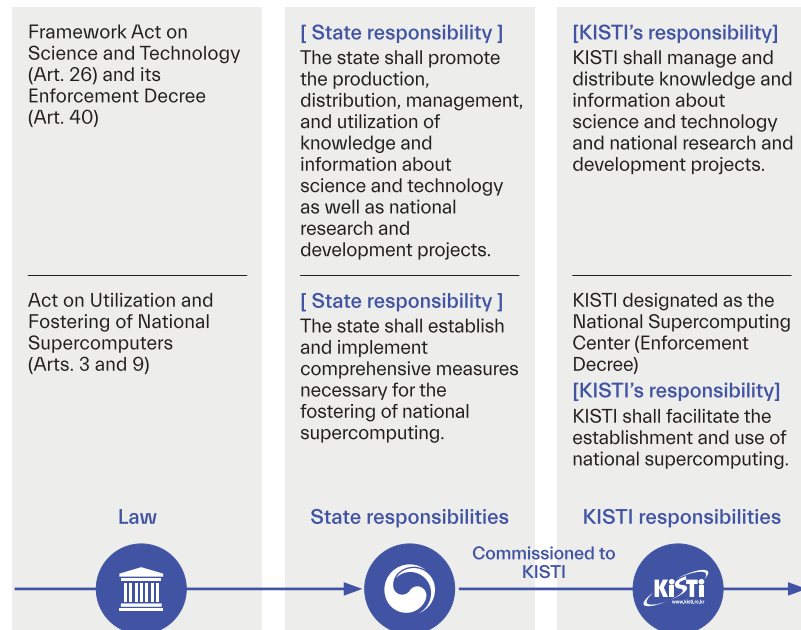 Framework Act on
Science and Technology
(Art. 26) and its
Enforcement Decree
(Art. 40)
[ State responsibility ]
The state shall promote
the production,
distribution, management,
and utilization of
knowledge and
information about
science and technology
as well as national
research and
development projects.
[KISTI's responsibility]
KISTI shall manage and
distribute knowledge and
information about
science and technology
and national research and
development projects.
Act on Utilization and
Fostering of National
Supercomputers
(Arts. 3 and 9)
[ State responsibility ]
The state shall establish
and implement
comprehensive measures
necessary for the
fostering of national
supercomputing.
KISTI designated as the
National Supercomputing
Center (Enforcement
Decree)
[KISTI's responsibility]
KISTI shall facilitate the
establishment and use of
national supercomputing.
Law
State responsibilities
KISTI responsibilities
Commissioned to
KISTI
KiSTi
www.kisti.re.kr